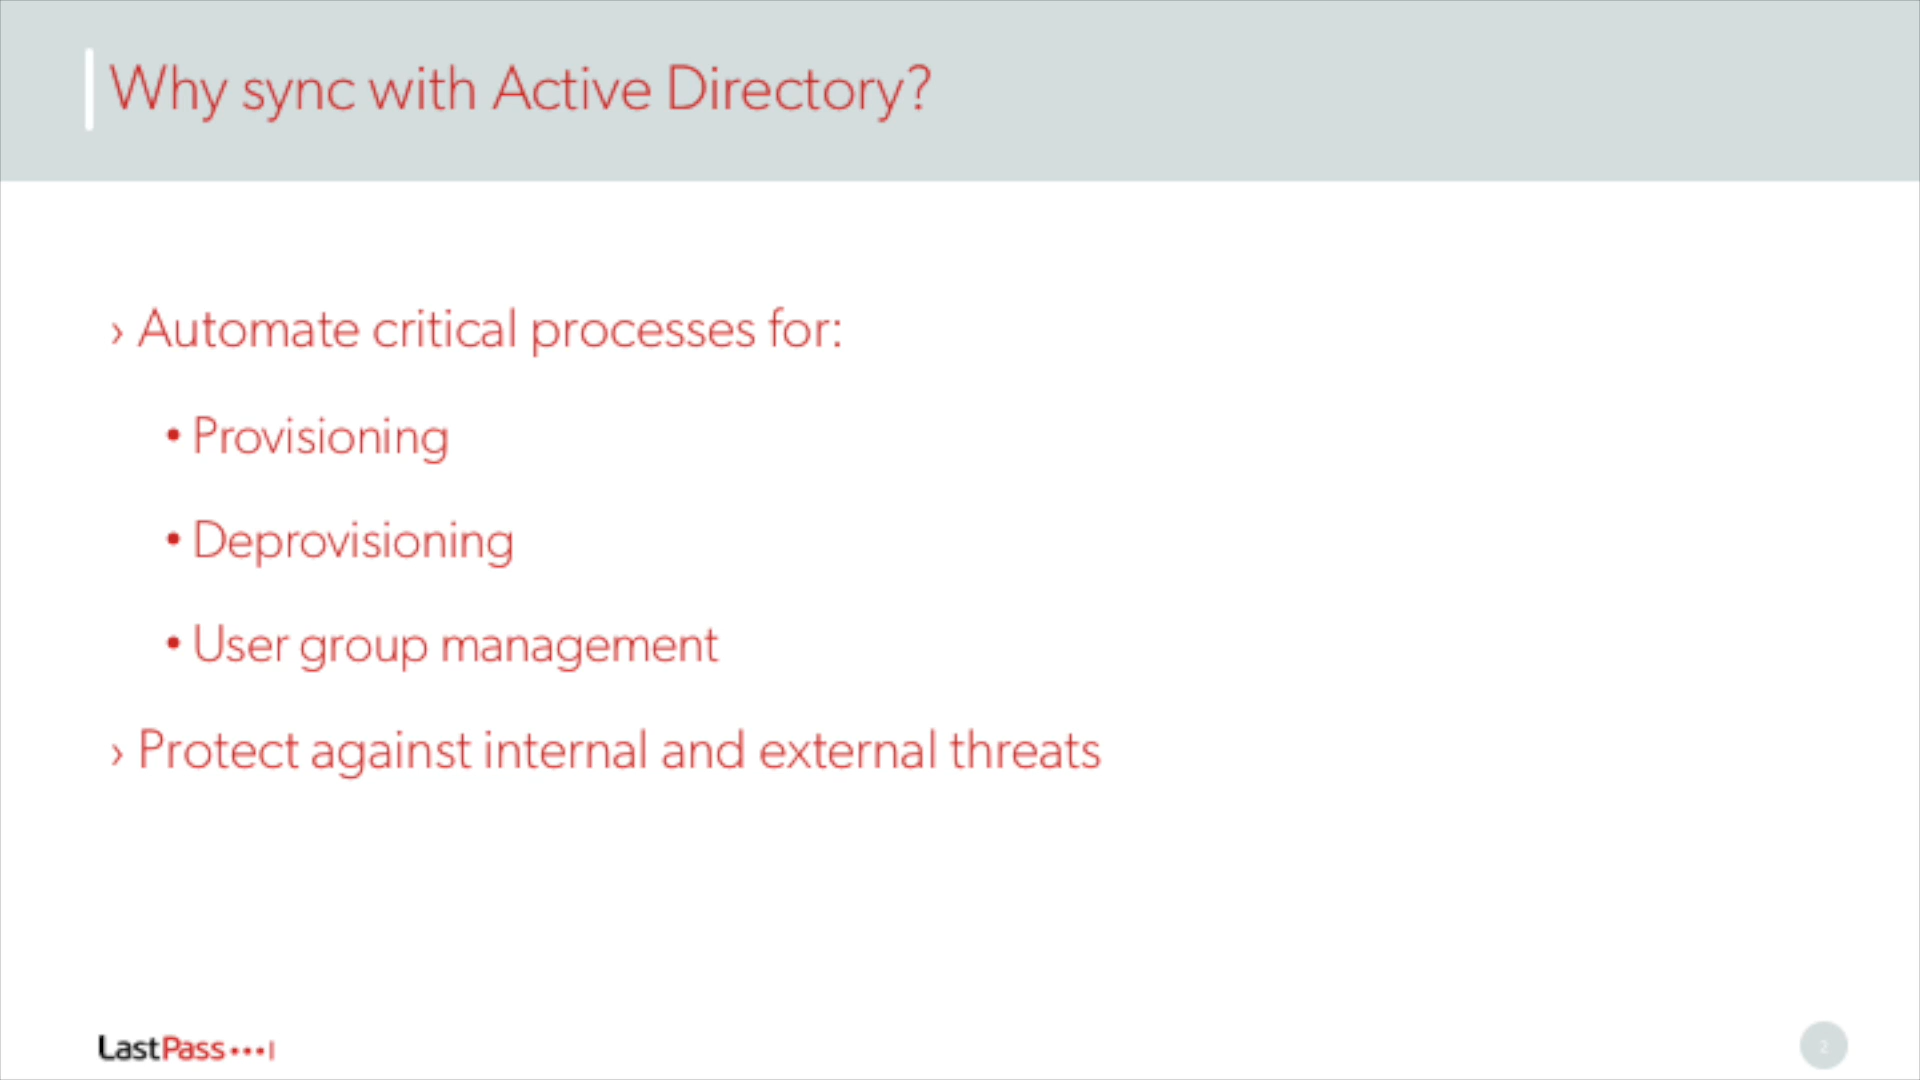 Why sync with Active Directory?
› Automate critical processes for:
• Provisioning
• Deprovisioning
• User group management
› Protect against internal and external threats
LastPass •••|
2